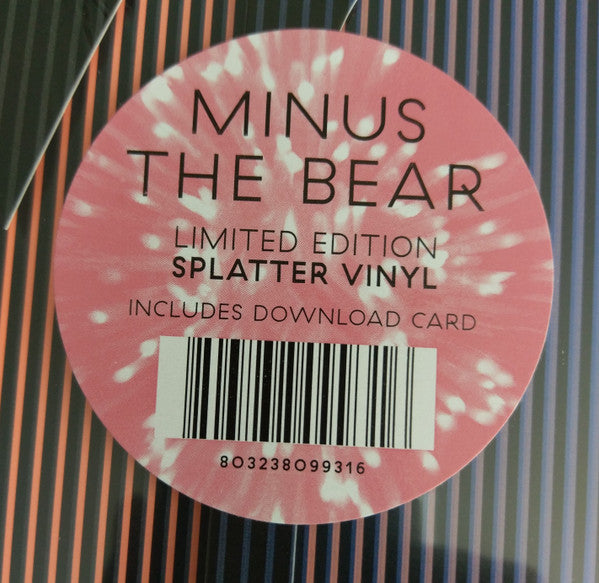 MINUS
THE BEAR
LIMITED EDITION
SPLATTER VINYL
INCLUDES DOWNLOAD CARD
803238099316